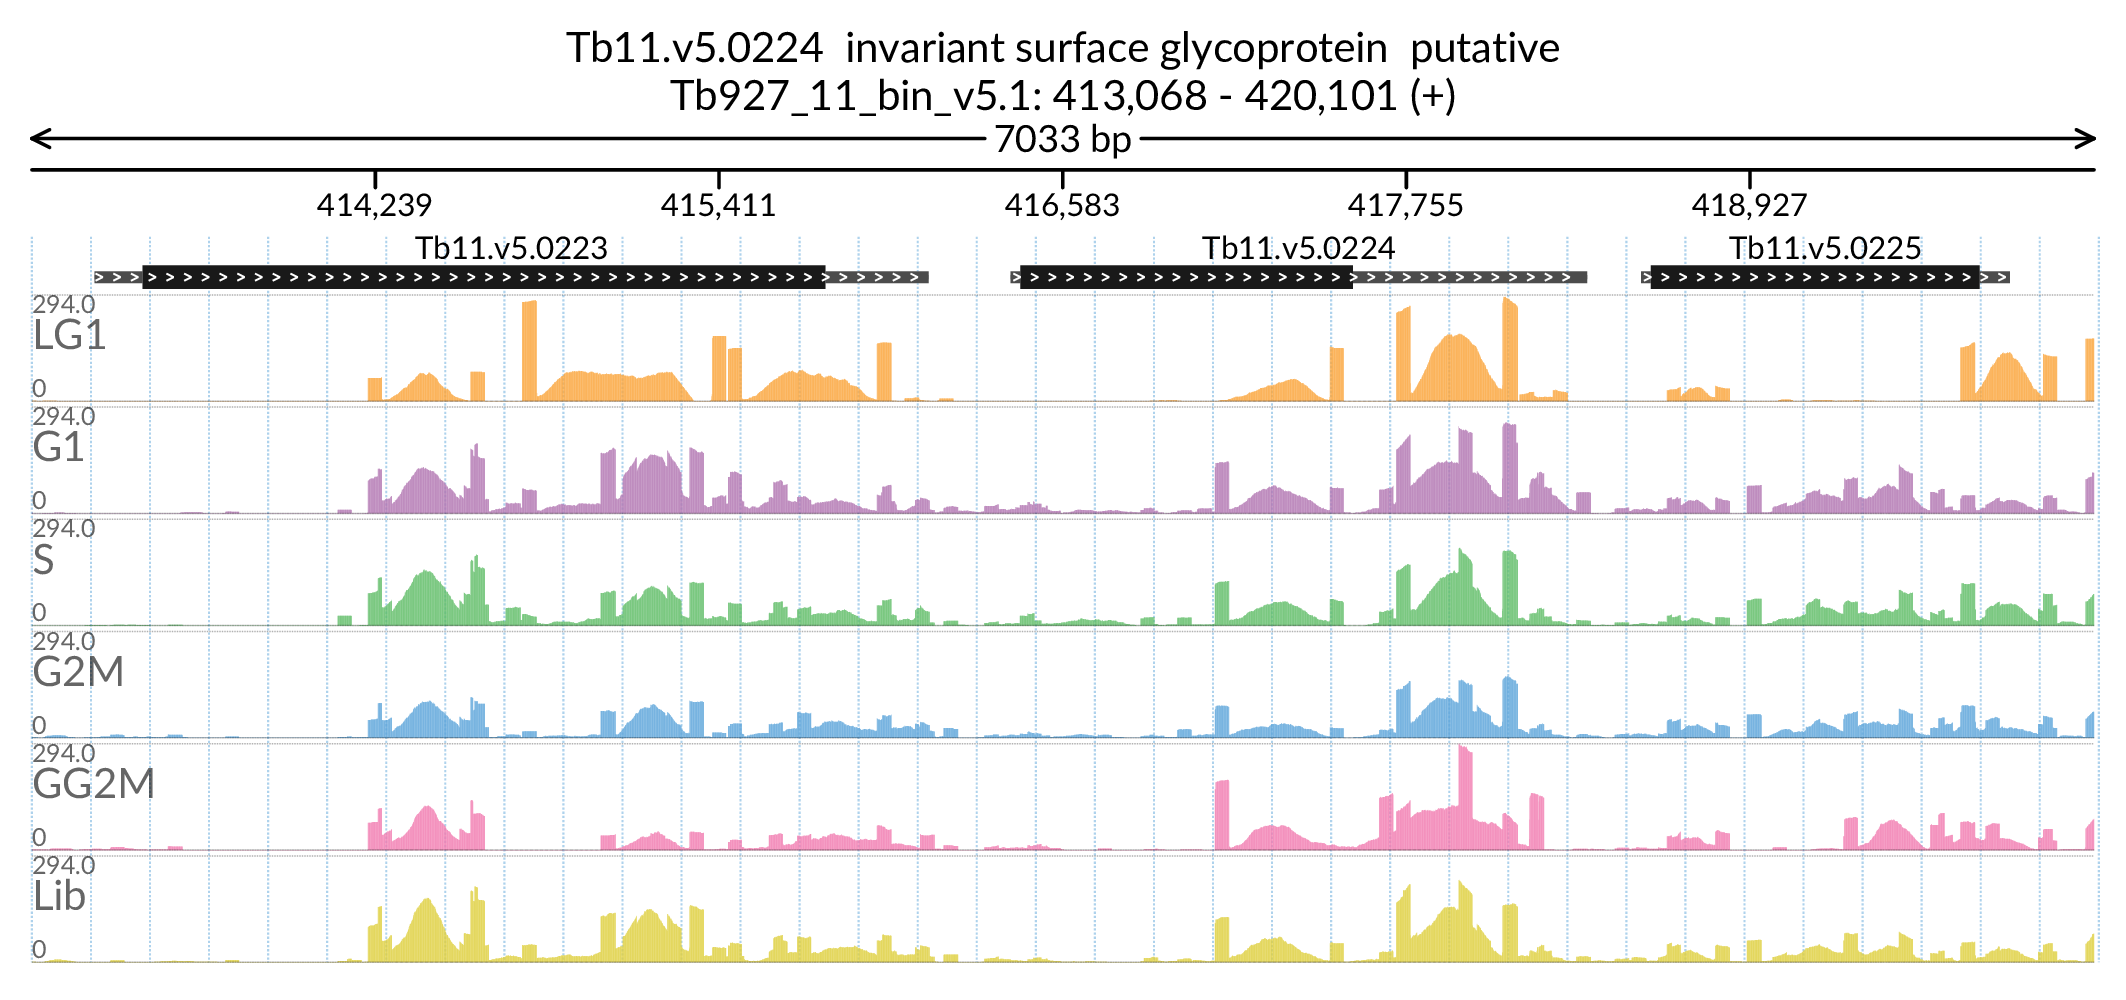 Tb11.v5.0224  invariant surface glycoprotein  putative
Tb927_11_bin_v5.1: 413,068 - 420,101 (+)
7033 bp
414,239 415,411 416,583 417,755 418,927
Tb11.v5.0223 Tb11.v5.0224 Tb11.v5.0225
294.0
LG1
0
294.0
G1
0
294.0
S
0
294.0
G2M
0
294.0
GG2M
0
294.0
Lib
0